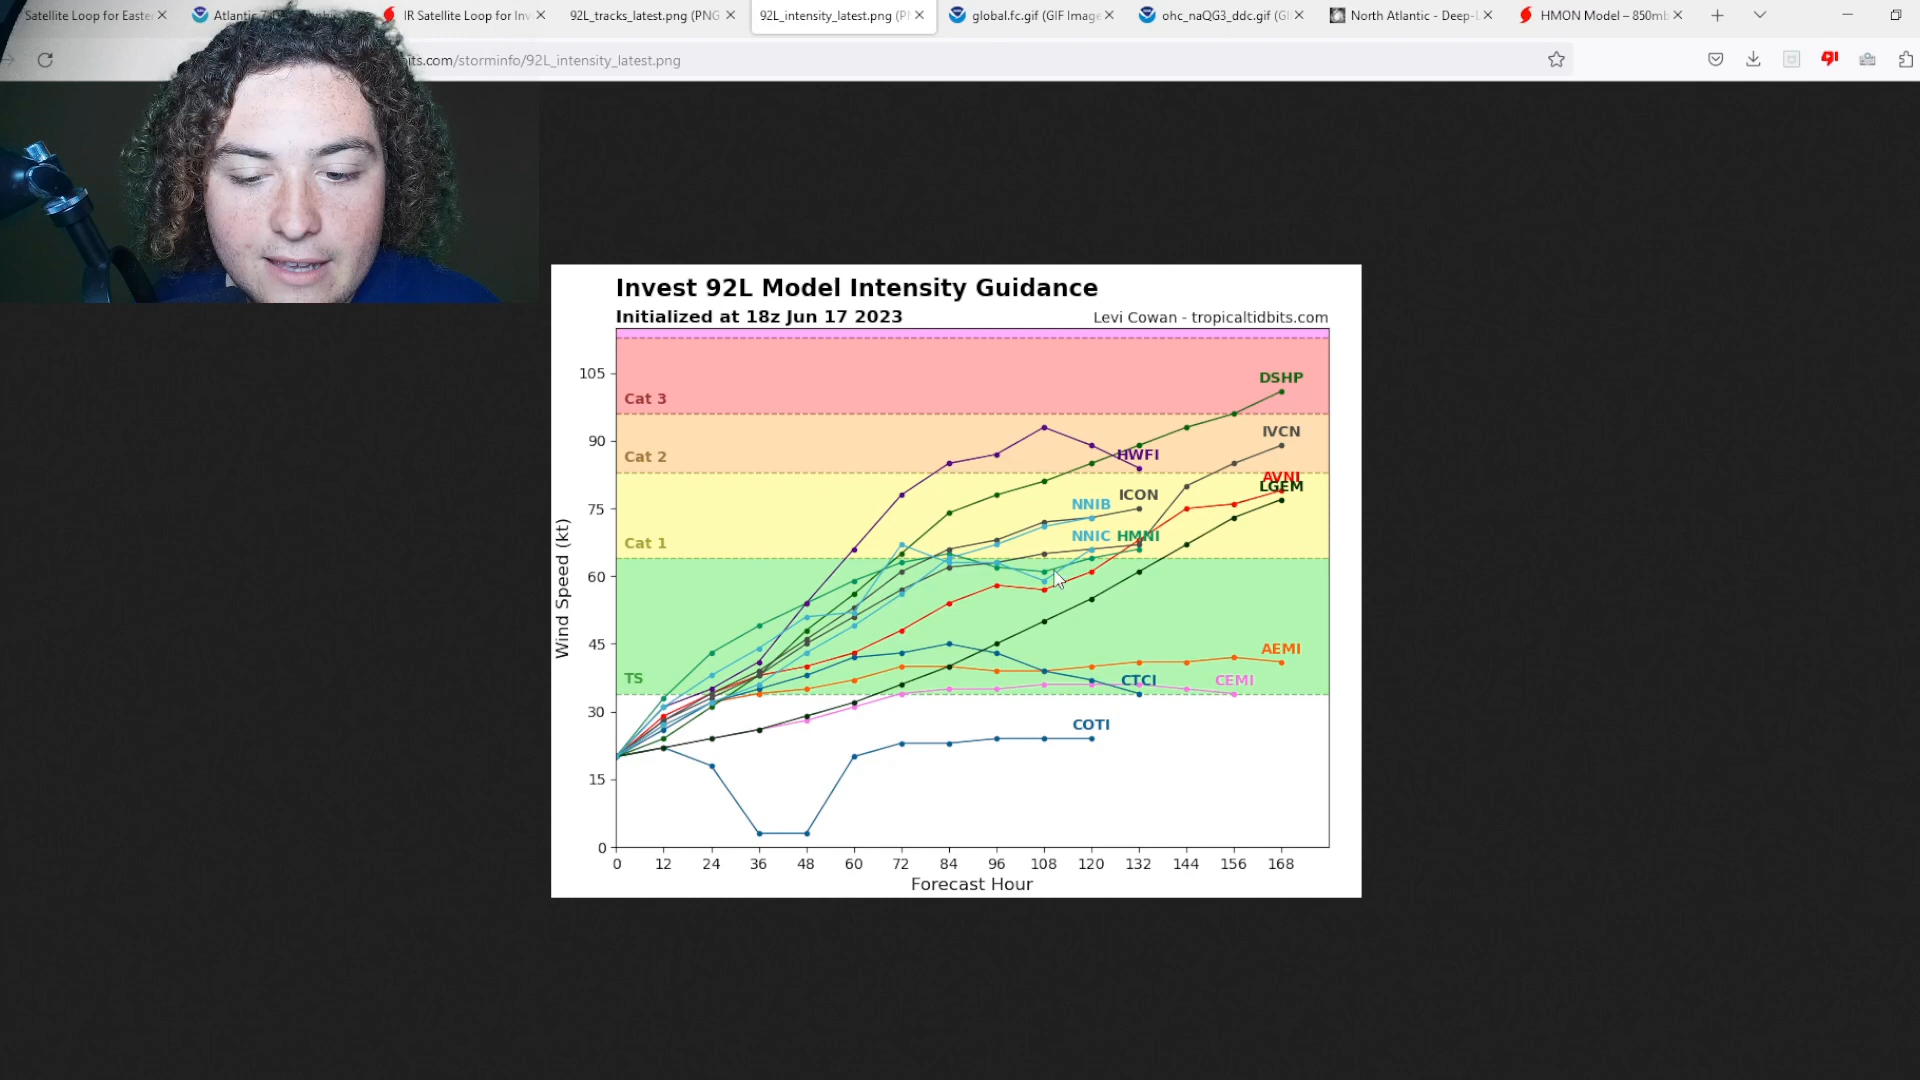 Satellite Loop for Easte
Atlantic 7
IR Satellite Loop for Inv
92L_tracks_latest.png (PNG
92L_intensity_latest.png (P
global.fc.gif (GIF Image
ohc_naQG3_ddc.gif (GI
North Atlantic - Deep-L
HMON Model – 850mb
its.com/storminfo/92L_intensity_latest.png
Invest 92L Model Intensity Guidance
Initialized at 18z Jun 17 2023
Levi Cowan - tropicaltidbits.com
Wind Speed (kt)
105
90
75
60
45
30
15
0
Cat 3
Cat 2
Cat 1
TS
DSHP
IVCN
HWFI
AVNI
LGEM
ICON
NNIB
NNIC
HMNI
AEMI
CTCI
CEMI
COTI
0 12 24 36 48 60 72 84 96 108 120 132 144 156 168
Forecast Hour